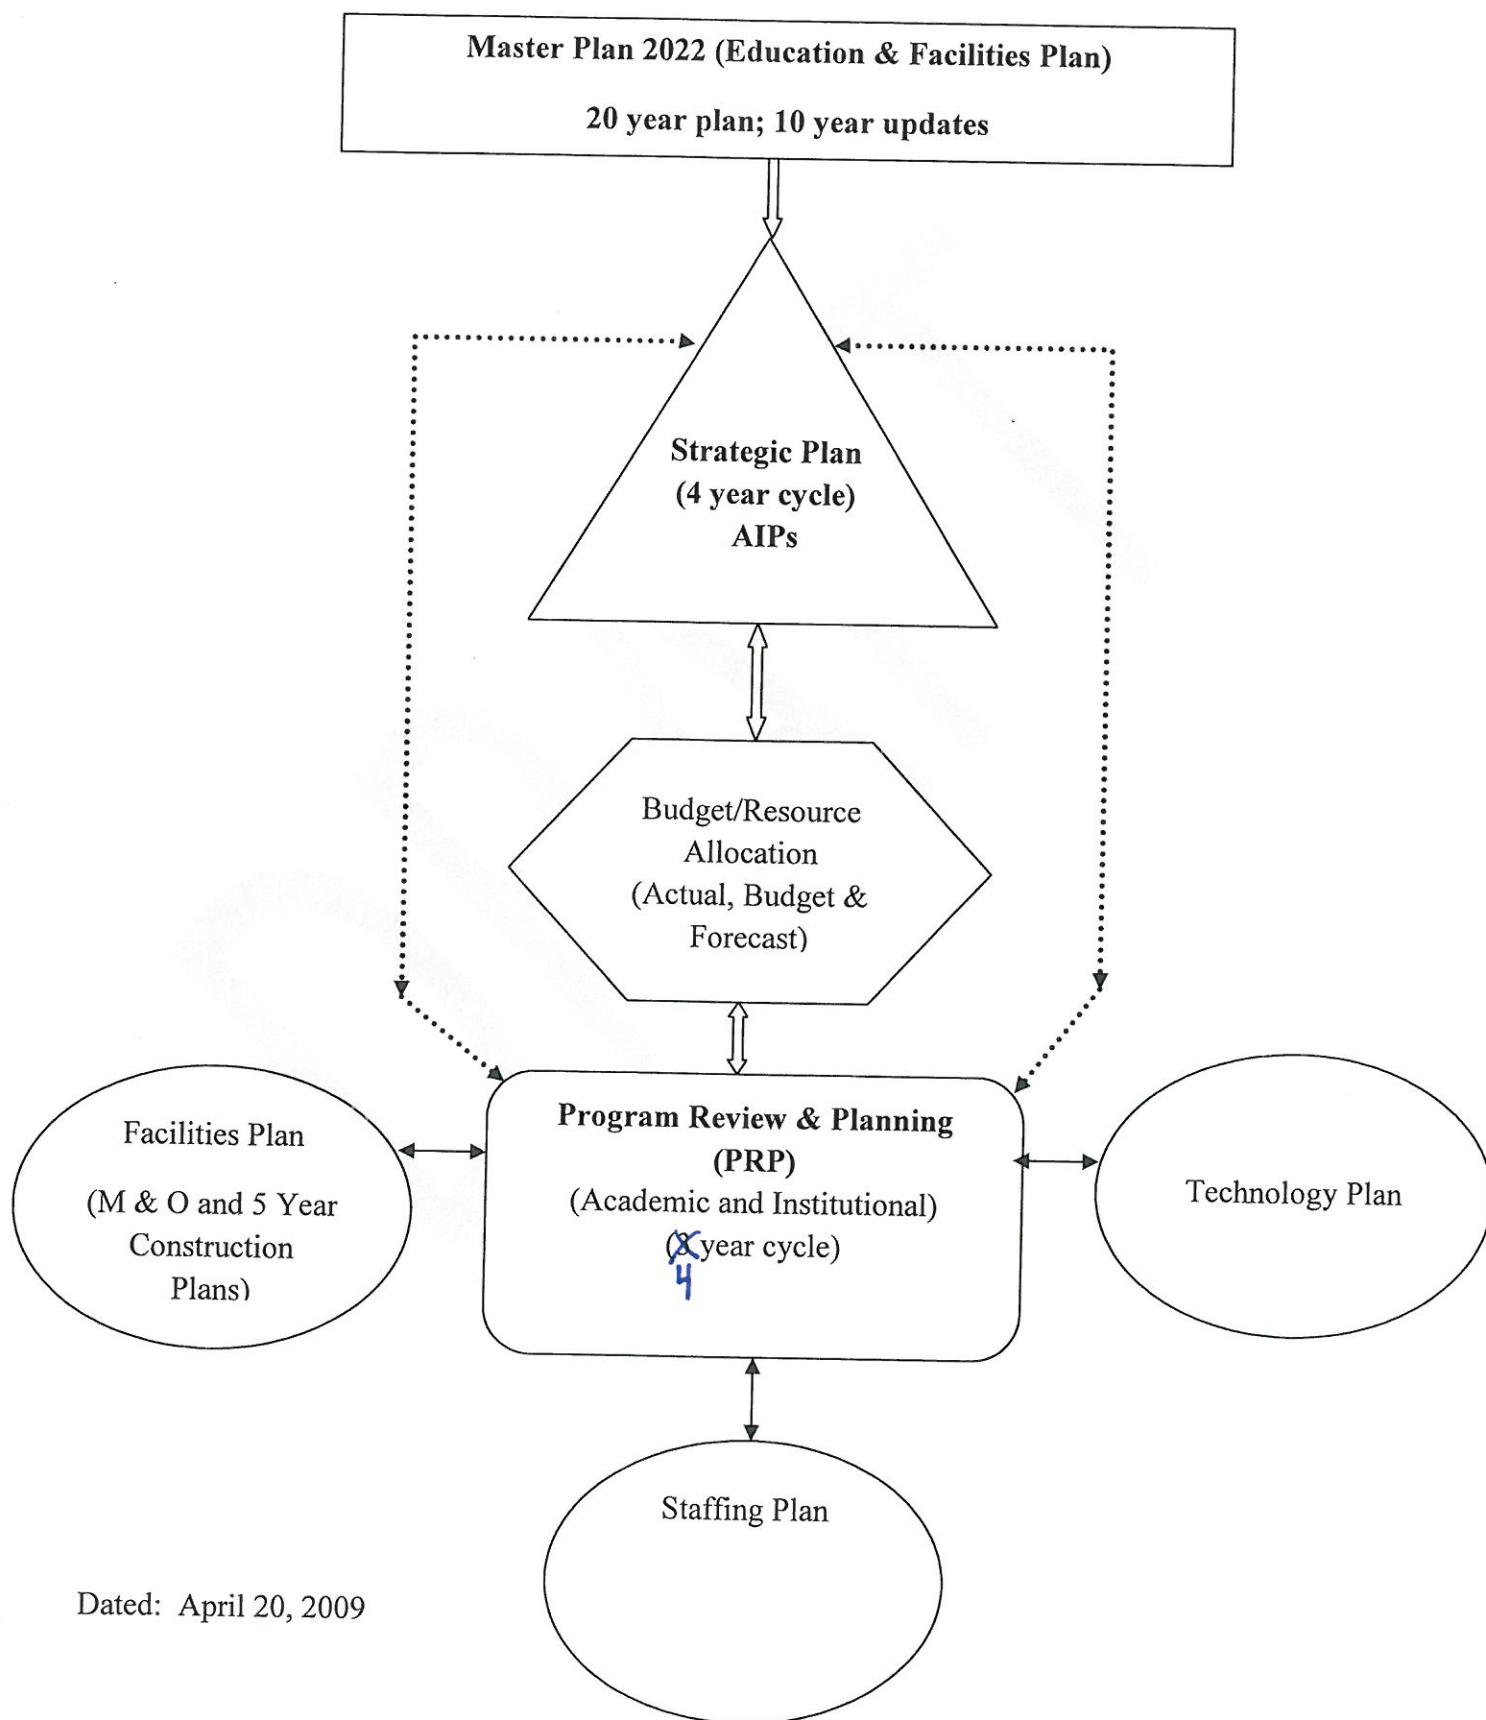 Master Plan 2022 (Education & Facilities Plan)
20 year plan; 10 year updates
Strategic Plan
(4 year cycle)
AIPs
Budget/Resource
Allocation
(Actual, Budget &
Forecast)
Facilities Plan
(M & O and 5 Year
Construction
Plans)
Program Review & Planning
(PRP)
(Academic and Institutional)
( year cycle)
4
Technology Plan
Staffing Plan
Dated: April 20, 2009